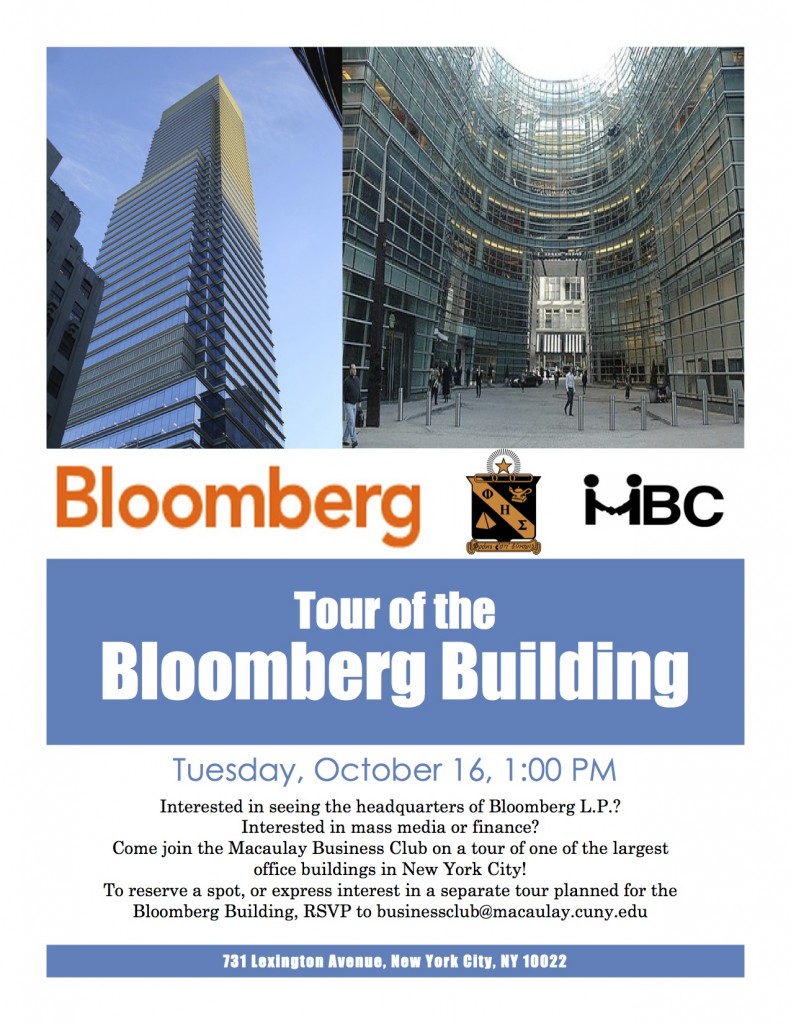 Bloomberg
Φ Η Σ
MBC
Tour of the
Bloomberg Building
Tuesday, October 16, 1:00 PM
Interested in seeing the headquarters of Bloomberg L.P.?
Interested in mass media or finance?
Come join the Macaulay Business Club on a tour of one of the largest
office buildings in New York City!
To reserve a spot, or express interest in a separate tour planned for the
Bloomberg Building, RSVP to businessclub@macaulay.cuny.edu
731 Lexington Avenue, New York City, NY 10022